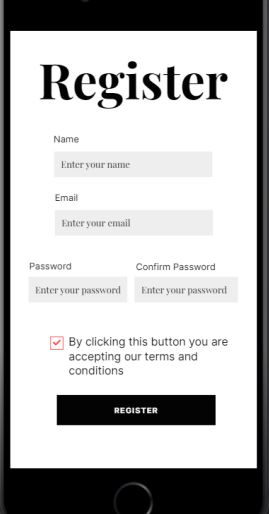 Register
Name
Enter your name
Email
Enter your email
Password Confirm Password
Enter your password Enter your password
By clicking this button you are
accepting our terms and
conditions
REGISTER